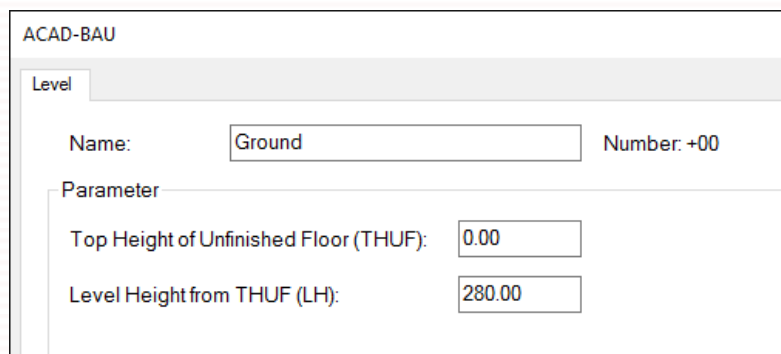 ACAD-BAU
Level
Name: Ground Number: +00
Parameter
Top Height of Unfinished Floor (THUF): 0.00
Level Height from THUF (LH): 280.00